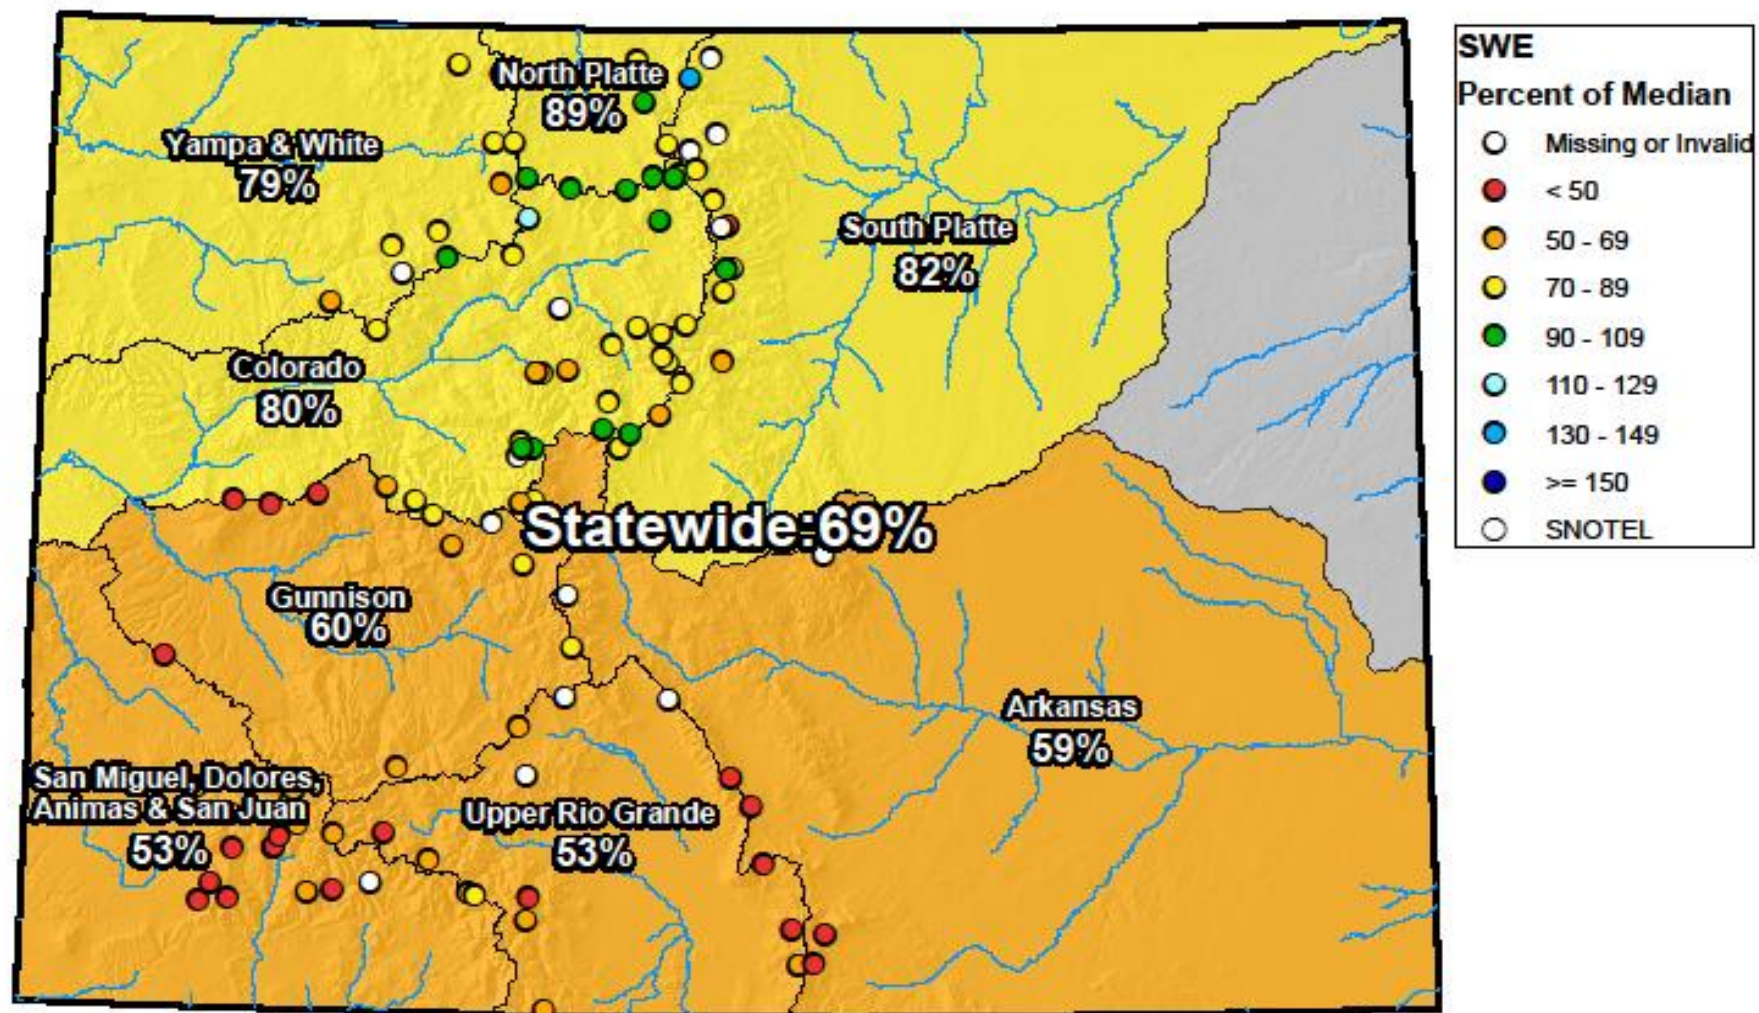 North Platte
89%
Yampa & White
79%
South Platte
82%
Colorado
80%
Statewide:69%
Gunnison
60%
Arkansas
59%
San Miguel, Dolores,
Animas & San Juan
53%
Upper Rio Grande
53%
SWE
Percent of Median
Missing or Invalid
< 50
50 - 69
70 - 89
90 - 109
110 - 129
130 - 149
>= 150
SNOTEL